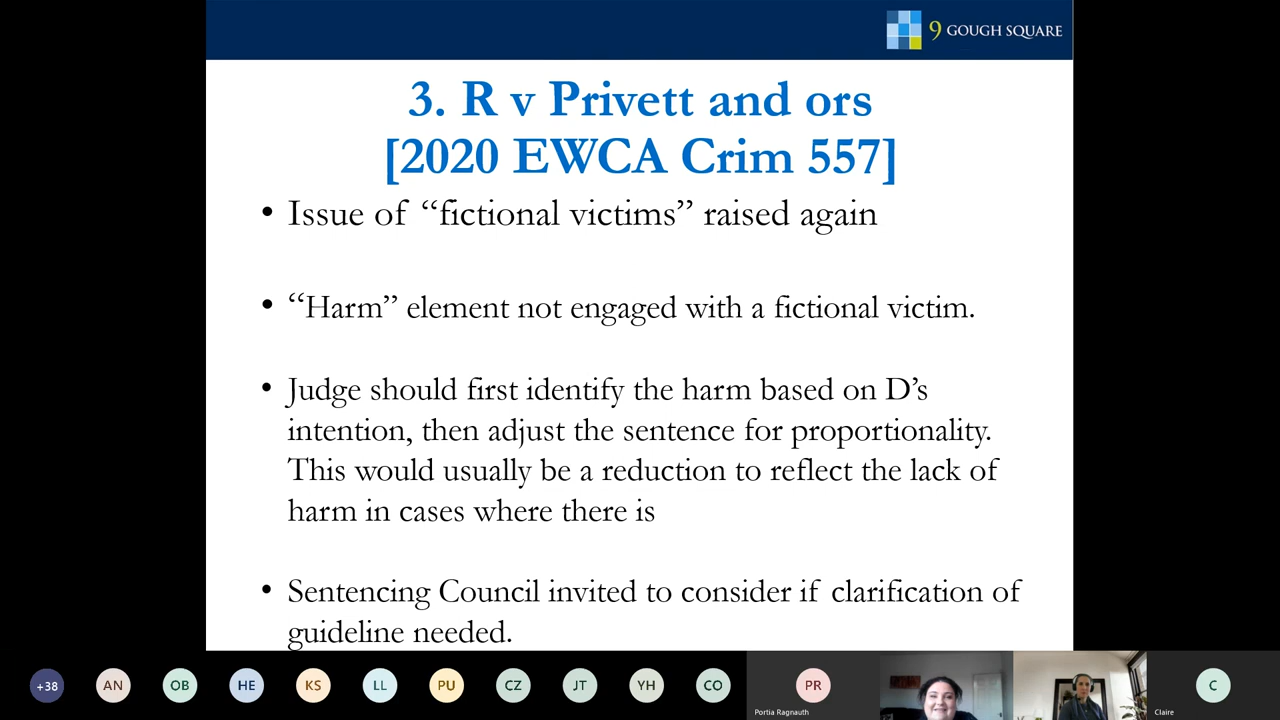 9 GOUGH SQUARE
3. R v Privett and ors
[2020 EWCA Crim 557]
• Issue of “fictional victims” raised again
• “Harm” element not engaged with a fictional victim.
• Judge should first identify the harm based on D’s
intention, then adjust the sentence for proportionality.
This would usually be a reduction to reflect the lack of
harm in cases where there is
• Sentencing Council invited to consider if clarification of
guideline needed.
+38 AN OB HE KS LL PU CZ JT YH CO PR C
Portia Ragnauth Claire